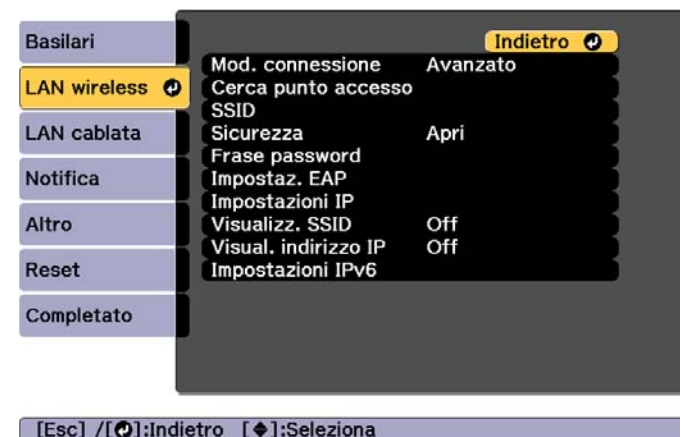 Basilari
LAN wireless
LAN cablata
Notifica
Altro
Reset
Completato
Indietro
Mod. connessione Avanzato
Cerca punto accesso
SSID
Sicurezza Apri
Frase password
Impostaz. EAP
Impostazioni IP
Visualizz. SSID Off
Visual. indirizzo IP Off
Impostazioni IPv6
[Esc] /[⏎]:Indietro [◆]:Seleziona